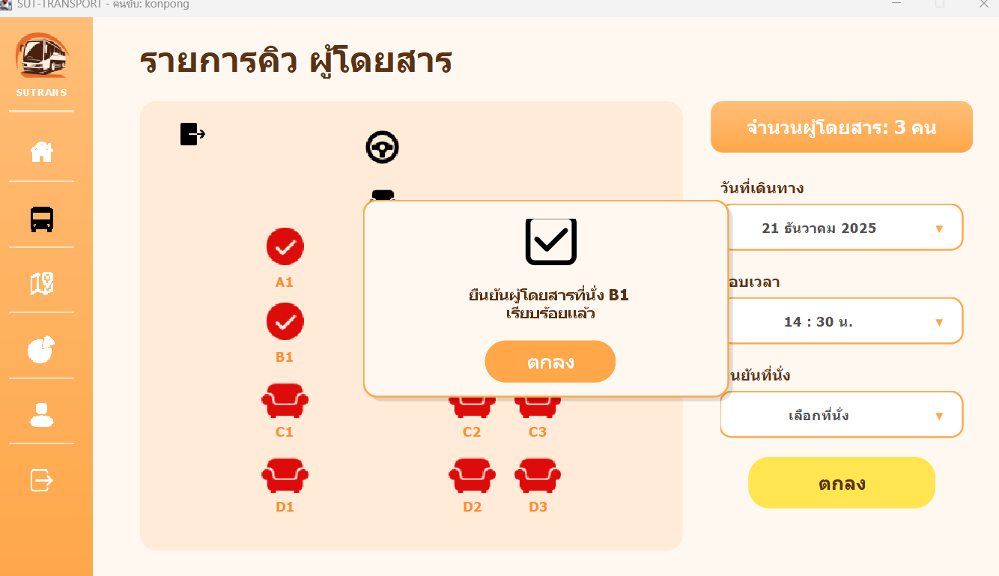 SUT-TRANSPORT - คนขับ: konpong
SUTRANS
รายการคิว ผู้โดยสาร
จำนวนผู้โดยสาร: 3 คน
วันที่เดินทาง
21 ธันวาคม 2025
อบเวลา
14 : 30 น.
นยันที่นั่ง
เลือกที่นั่ง
ตกลง
A1
B1
C1
C2
C3
D1
D2
D3
ยืนยันผู้โดยสารที่นั่ง B1
เรียบร้อยแล้ว
ตกลง